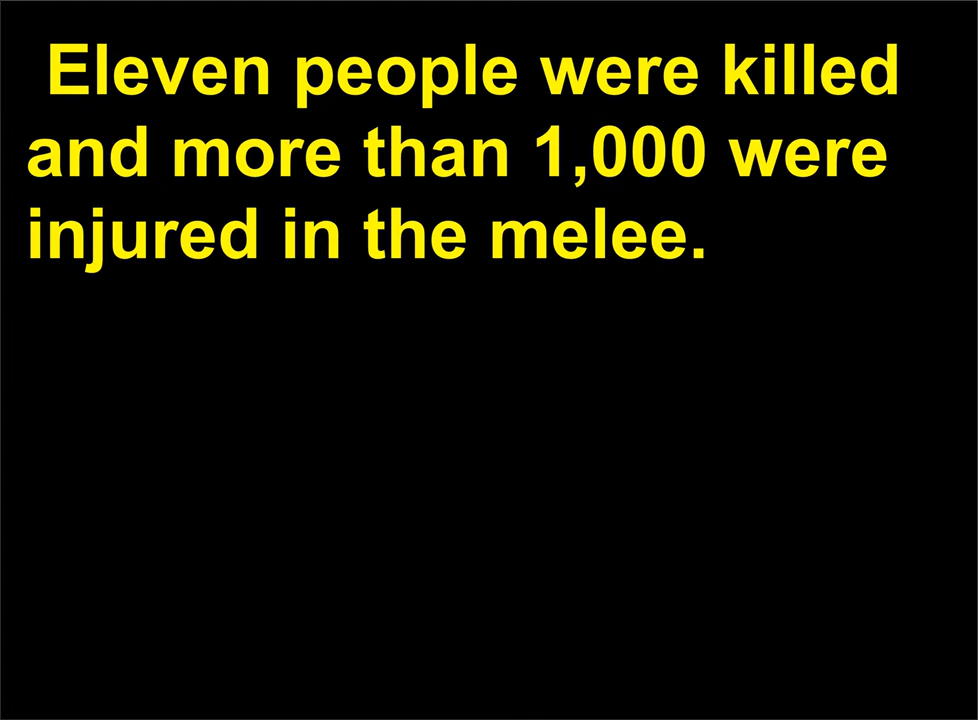 Eleven people were killed
and more than 1,000 were
injured in the melee.